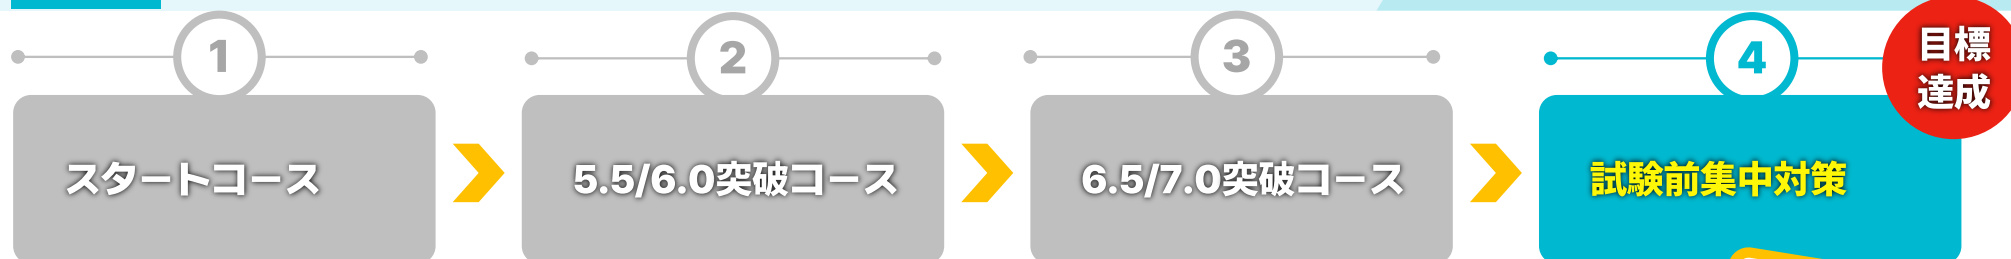 1
2
3
4
目標
達成
スタートコース
5.5/6.0突破コース
6.5/7.0突破コース
試験前集中対策